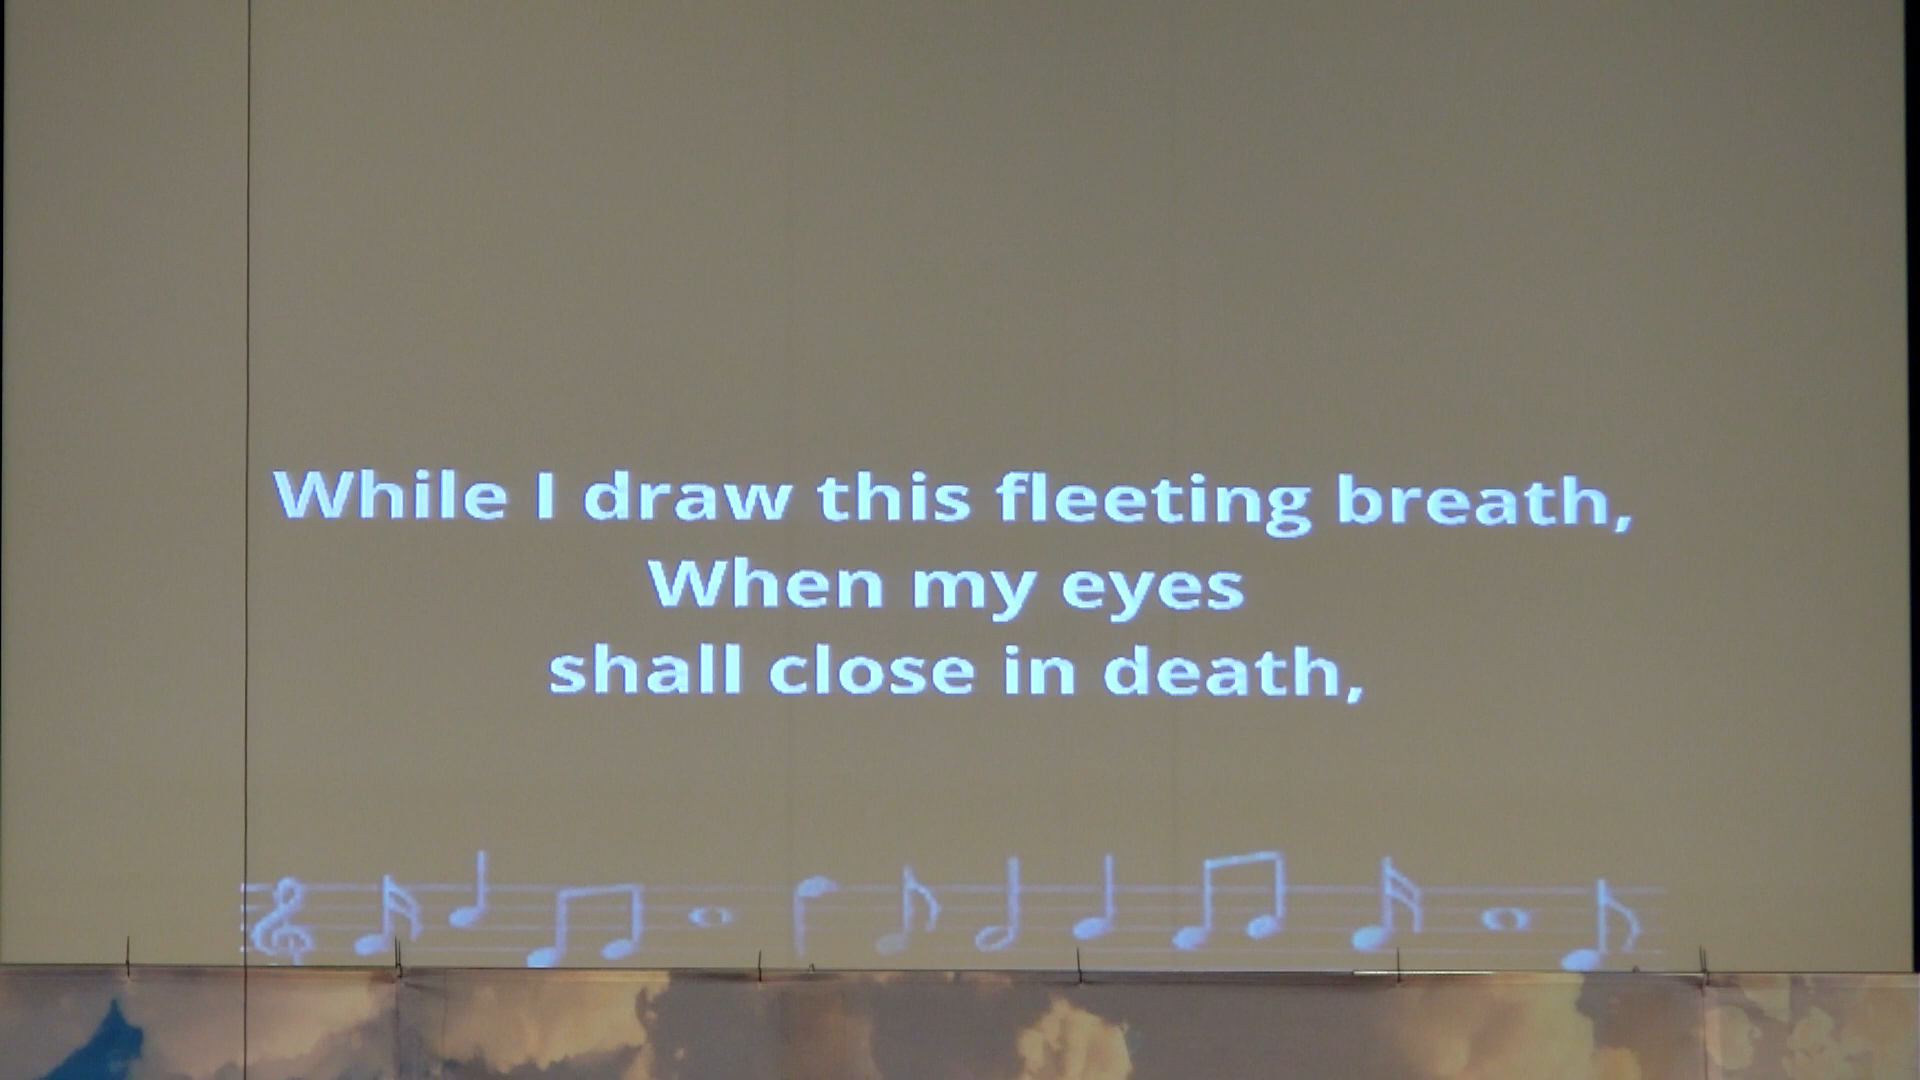 While I draw this fleeting breath,
When my eyes
shall close in death,